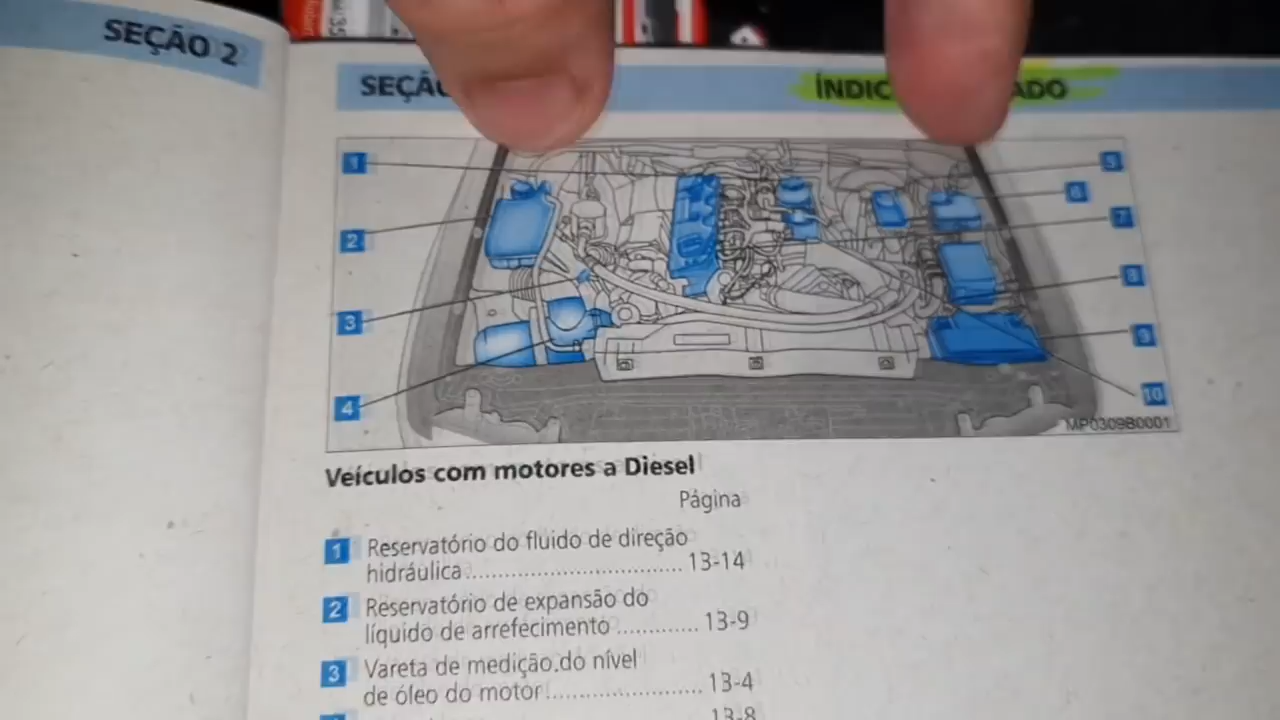 SEÇÃO 2
SEÇÃ
ÍNDIC ADO
1
2
3
4
5
6
7
8
9
10
MP0309B0001
Veículos com motores a Diesel
Página
1 Reservatório do fluido de direção
hidráulica................................. 13-14
2 Reservatório de expansão do
líquido de arrefecimento ............. 13-9
3 Vareta de medição.do nível
de óleo do motor........................ 13-4
13-8